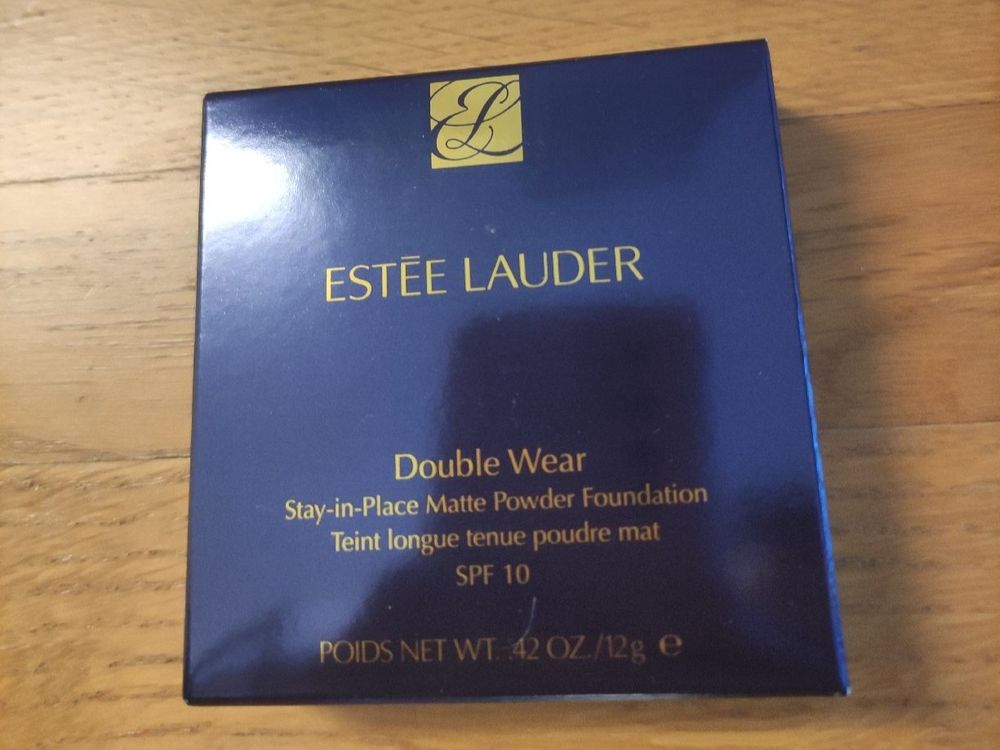 EL
ESTĒE LAUDER
Double Wear
Stay-in-Place Matte Powder Foundation
Teint longue tenue poudre mat
SPF 10
POIDS NET WT. .42 OZ./12g ℮